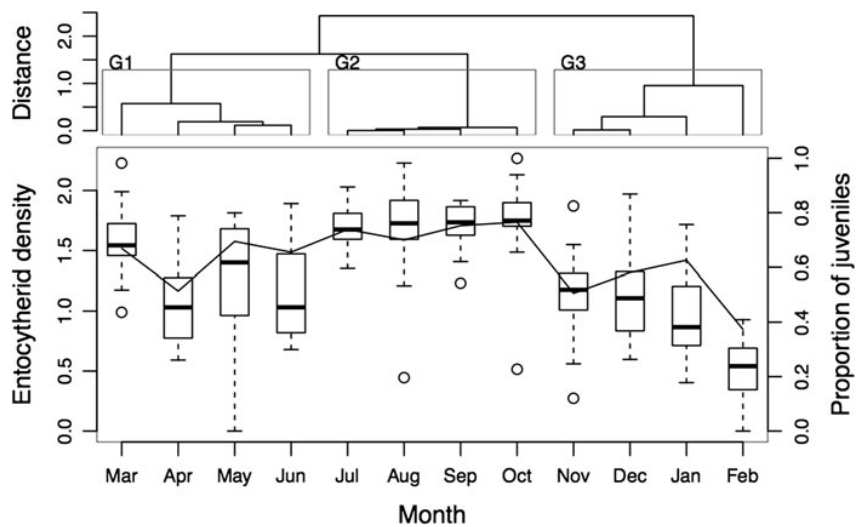 Distance
0.0
1.0
2.0
G1
G2
G3
Entocytherid density
0.0
0.5
1.0
1.5
2.0
Proportion of juveniles
0.0
0.2
0.4
0.6
0.8
1.0
Mar Apr May Jun Jul Aug Sep Oct Nov Dec Jan Feb
Month